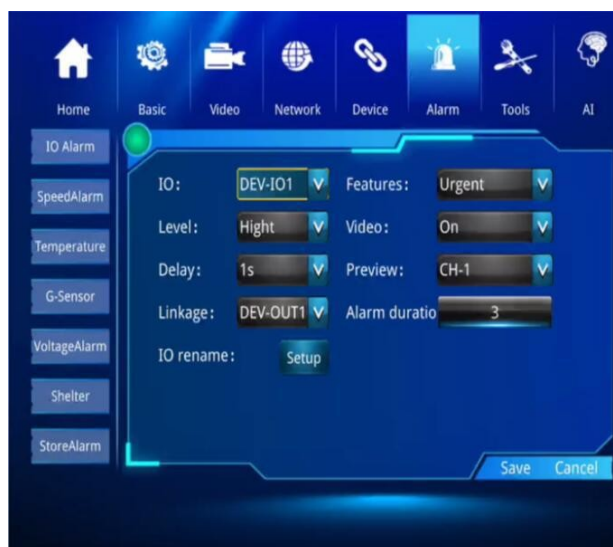 Home Basic Video Network Device Alarm Tools AI
IO Alarm
IO: DEV-IO1 V Features: Urgent V
SpeedAlarm
Level: Hight V Video: On V
Temperature
Delay: 1s V Preview: CH-1 V
G-Sensor
Linkage: DEV-OUT1 V Alarm duratio 3
VoltageAlarm
IO rename: Setup
Shelter
StoreAlarm
Save Cancel